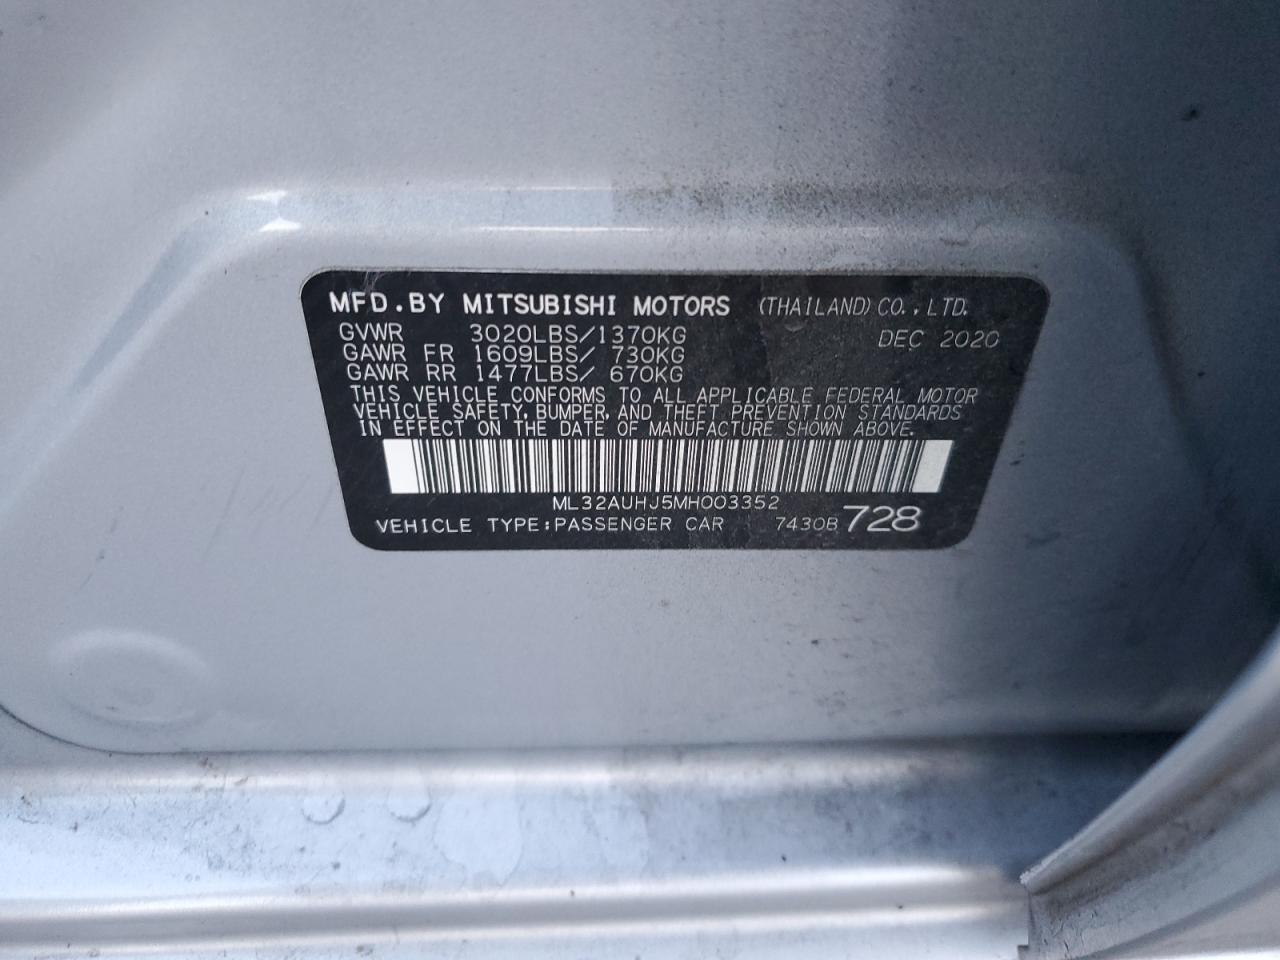 MFD.BY MITSUBISHI MOTORS (THAILAND) CO., LTD.
GVWR 3020LBS/1370KG DEC 2020
GAWR FR 1609LBS/ 730KG
GAWR RR 1477LBS/ 670KG
THIS VEHICLE CONFORMS TO ALL APPLICABLE FEDERAL MOTOR
VEHICLE SAFETY, BUMPER, AND THEFT PREVENTION STANDARDS
IN EFFECT ON THE DATE OF MANUFACTURE SHOWN ABOVE.
ML32AUHJ5MH003352
VEHICLE TYPE:PASSENGER CAR 7430B 728